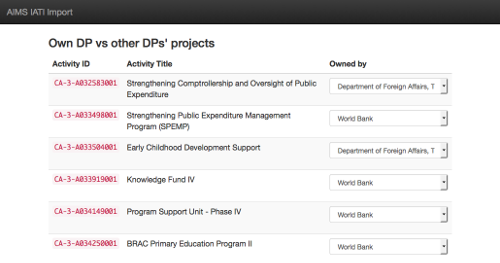 AIMS IATI Import
Own DP vs other DPs' projects
Activity ID Activity Title Owned by
CA-3-A032583001 Strengthening Comptrollership and Oversight of Public Department of Foreign Affairs, T
Expenditure
CA-3-A033498001 Strengthening Public Expenditure Management World Bank
Program (SPEMP)
CA-3-A033504001 Early Childhood Development Support Department of Foreign Affairs, T
CA-3-A033919001 Knowledge Fund IV World Bank
CA-3-A034149001 Program Support Unit - Phase IV World Bank
CA-3-A034250001 BRAC Primary Education Program II World Bank